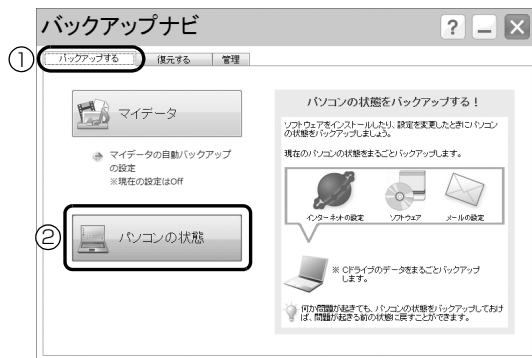 バックアップナビ
? − ×
① バックアップする 復元する 管理
マイデータ
マイデータの自動バックアップ
の設定
※現在の設定はOff
② パソコンの状態
パソコンの状態をバックアップする！
ソフトウェアをインストールしたり、設定を変更したときにパソコン
の状態をバックアップしましょう。
現在のパソコンの状態をまるごとバックアップします。
インターネットの設定 ソフトウェア メールの設定
※ Cドライブのデータをまるごとバックアップ
します。
何か問題が起きても、パソコンの状態をバックアップしておけ
ば、問題が起きる前の状態に戻すことができます。